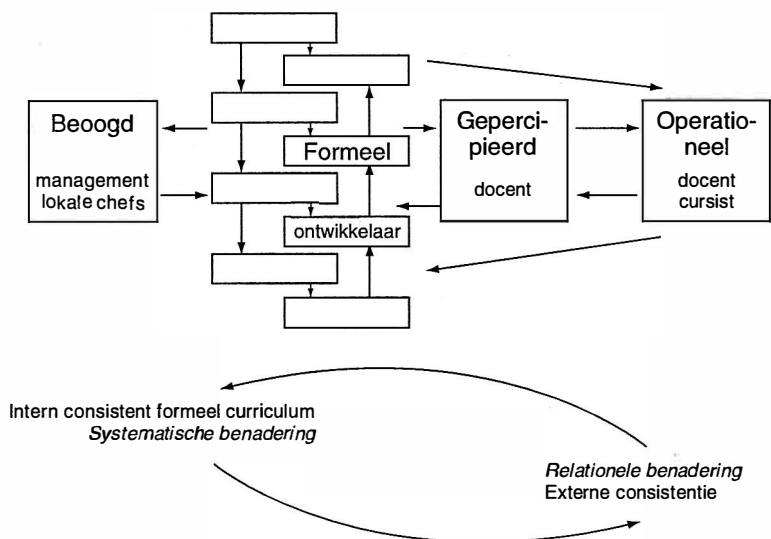 Beoogd
management
lokale chefs
Formeel
ontwikkelaar
Geperci-
pieerd
docent
Operatio-
neel
docent
cursist
Intern consistent formeel curriculum
Systematische benadering
Relationele benadering
Externe consistentie